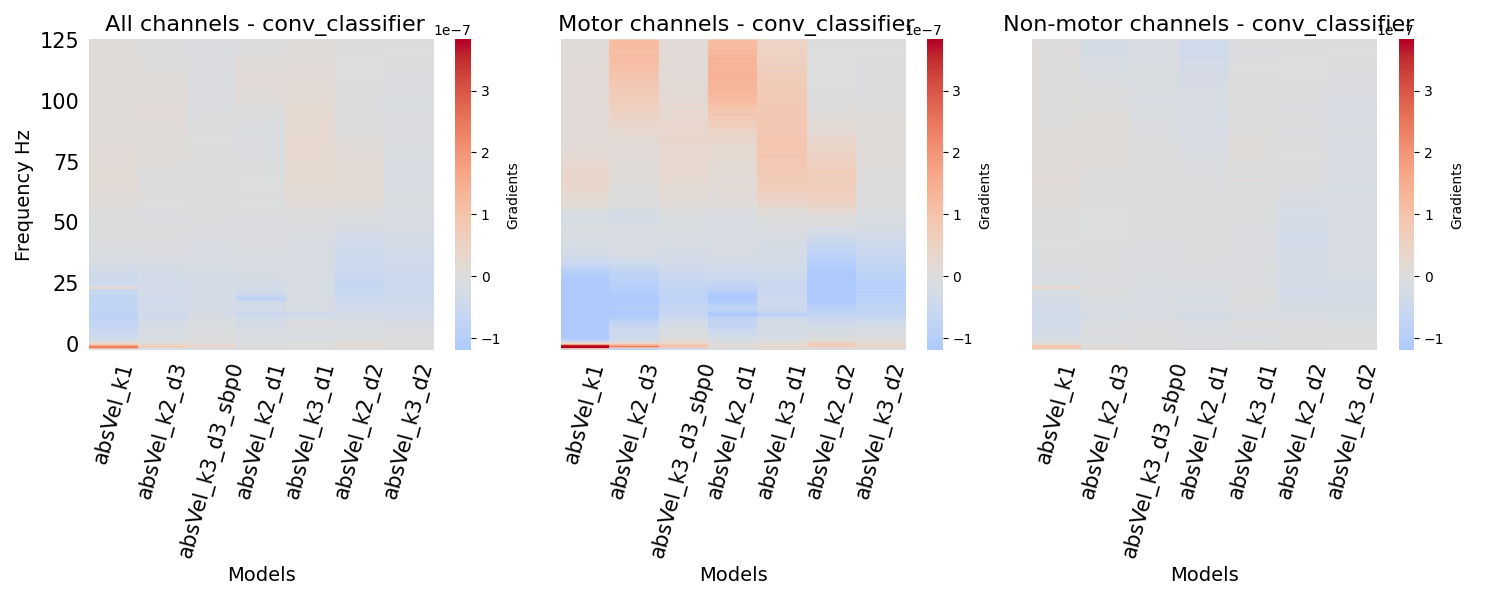 All channels - conv_classifier
Motor channels - conv_classifier
Non-motor channels - conv_classifier
1e−7
1e−7
1e−7
Frequency Hz
125
100
75
50
25
0
3
2
1
0
−1
Gradients
3
2
1
0
−1
Gradients
3
2
1
0
−1
Gradients
absVel_k1
absVel_k2_d3
absVel_k3_d3_sbp0
absVel_k2_d1
absVel_k3_d1
absVel_k2_d2
absVel_k3_d2
absVel_k1
absVel_k2_d3
absVel_k3_d3_sbp0
absVel_k2_d1
absVel_k3_d1
absVel_k2_d2
absVel_k3_d2
absVel_k1
absVel_k2_d3
absVel_k3_d3_sbp0
absVel_k2_d1
absVel_k3_d1
absVel_k2_d2
absVel_k3_d2
Models
Models
Models